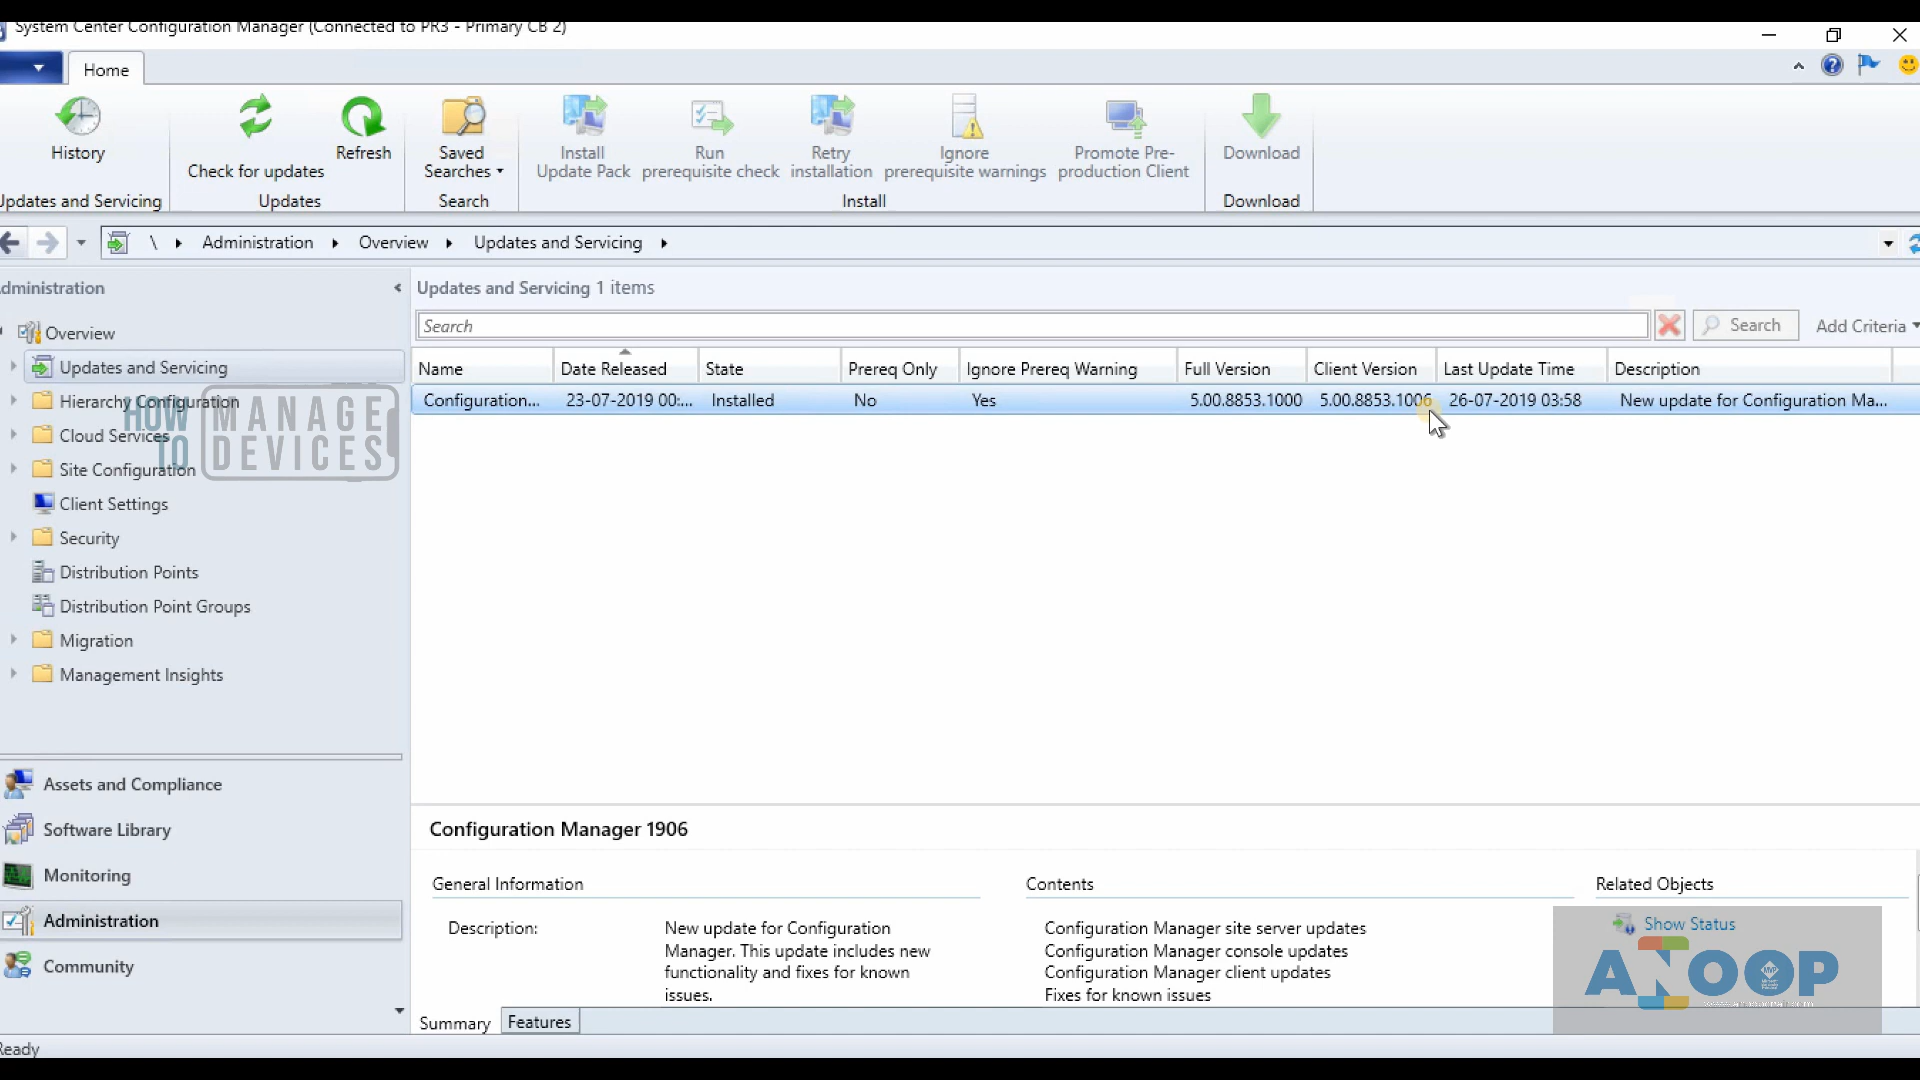 System Center Configuration Manager (Connected to PR3 - Primary CB 2)
Home
History
Check for updates
Refresh
Saved
Searches
Install
Update Pack
Run
prerequisite check
Retry
installation
Ignore
prerequisite warnings
Promote Pre-
production Client
Download
Updates and Servicing
Updates
Search
Install
Download
\ Administration Overview Updates and Servicing
dministration
Updates and Servicing 1 items
Search
Search
Add Criteria
Overview
Updates and Servicing
Hierarchy Configuration
Cloud Services
Site Configuration
Client Settings
Security
Distribution Points
Distribution Point Groups
Migration
Management Insights
HOW TO
MANAGE
DEVICES
Name Date Released State Prereq Only Ignore Prereq Warning Full Version Client Version Last Update Time Description
Configuration... 23-07-2019 00:... Installed No Yes 5.00.8853.1000 5.00.8853.1006 26-07-2019 03:58 New update for Configuration Ma...
Assets and Compliance
Software Library
Monitoring
Administration
Community
Configuration Manager 1906
General Information
Description:
New update for Configuration
Manager. This update includes new
functionality and fixes for known
issues.
Contents
Configuration Manager site server updates
Configuration Manager console updates
Configuration Manager client updates
Fixes for known issues
Related Objects
Show Status
ANOOP
Summary
Features
Ready